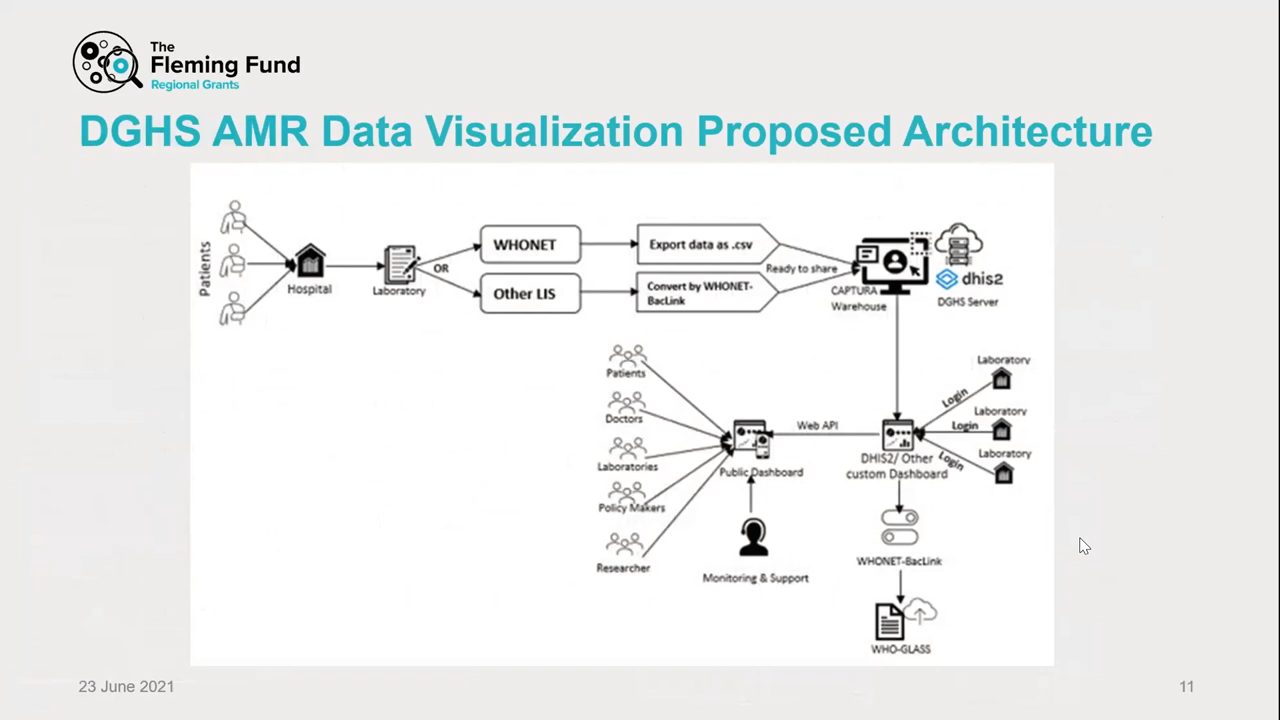 The
Fleming Fund
Regional Grants
DGHS AMR Data Visualization Proposed Architecture
Patients
Hospital
Laboratory
OR
WHONET
Other LIS
Export data as .csv
Convert by WHONET-
BacLink
Ready to share
CAPTURA
Warehouse
dhis2
DGHS Server
Patients
Doctors
Laboratories
Policy Makers
Researcher
Public Dashboard
Monitoring & Support
Web API
DHIS2/ Other
custom Dashboard
Login
Login
Login
Laboratory
Laboratory
Laboratory
WHONET-BacLink
WHO-GLASS
23 June 2021
11